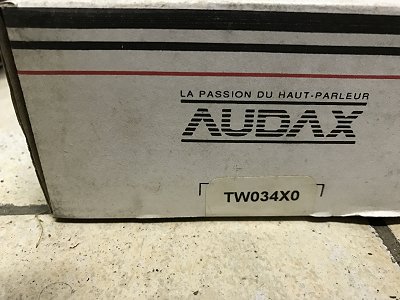 LA PASSION DU HAUT-PARLEUR
AUDAX
TW034X0